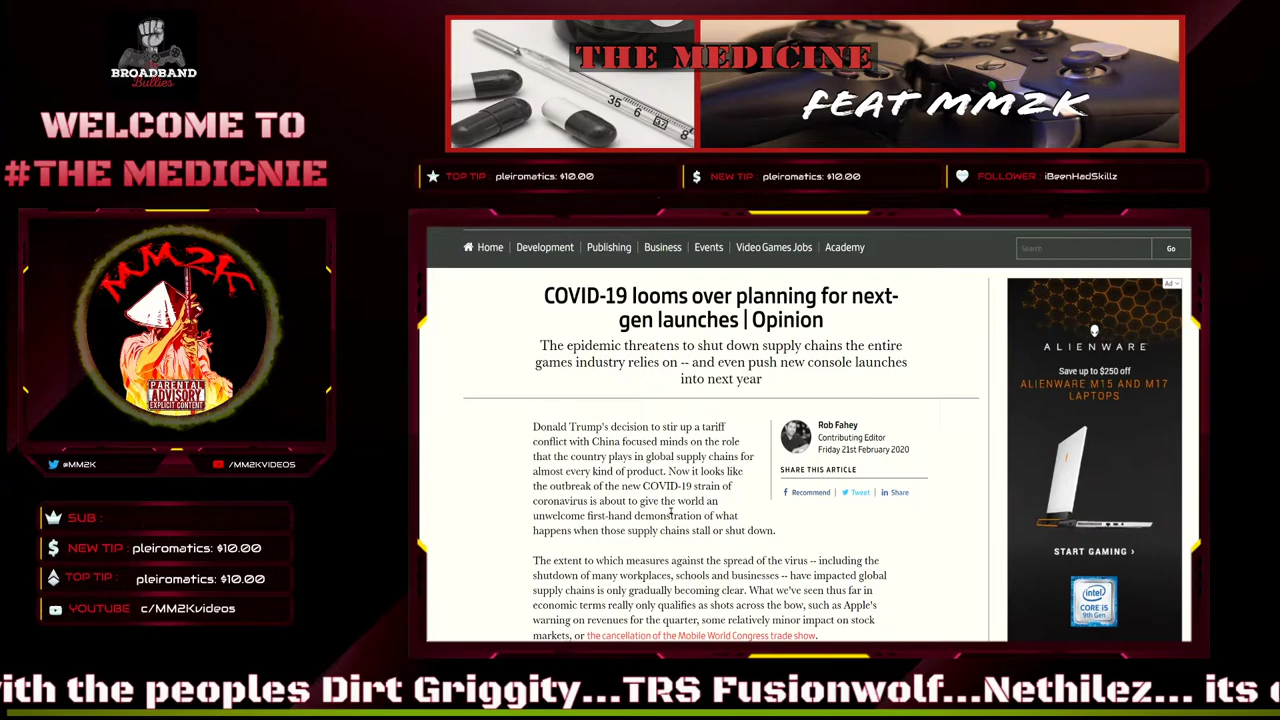 BROADBAND
Bullies
WELCOME TO
#THE MEDICNIE
THE MEDICINE
FEAT MM2K
35 6 37 8
TOP TIP : pleiromatics: $10.00
NEW TIP : pleiromatics: $10.00
FOLLOWER : iBeenHadSkillz
MM2K
PARENTAL
ADVISORY
EXPLICIT CONTENT
@MM2K
/MM2KVIDEOS
SUB :
NEW TIP : pleiromatics: $10.00
TOP TIP : pleiromatics: $10.00
YOUTUBE c/MM2Kvideos
Home | Development | Publishing | Business | Events | Video Games Jobs | Academy
Search
Go
COVID-19 looms over planning for next-
gen launches | Opinion
The epidemic threatens to shut down supply chains the entire
games industry relies on -- and even push new console launches
into next year
Donald Trump's decision to stir up a tariff
conflict with China focused minds on the role
that the country plays in global supply chains for
almost every kind of product. Now it looks like
the outbreak of the new COVID-19 strain of
coronavirus is about to give the world an
unwelcome first-hand demonstration of what
happens when those supply chains stall or shut down.
Rob Fahey
Contributing Editor
Friday 21st February 2020
SHARE THIS ARTICLE
Recommend
Tweet
Share
The extent to which measures against the spread of the virus -- including the
shutdown of many workplaces, schools and businesses -- have impacted global
supply chains is only gradually becoming clear. What we've seen thus far in
economic terms really only qualifies as shots across the bow, such as Apple's
warning on revenues for the quarter, some relatively minor impact on stock
markets, or the cancellation of the Mobile World Congress trade show.
Ad
ALIENWARE
Save up to $250 off
ALIENWARE M15 AND M17
LAPTOPS
START GAMING ›
intel
CORE i5
9th Gen
with the peoples Dirt Griggity...TRS Fusionwolf...Nethilez... its